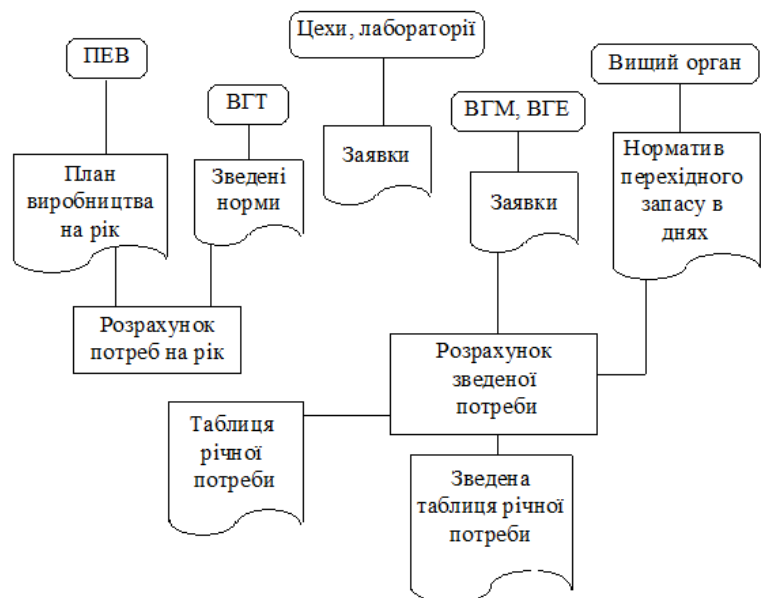 Цехи, лабораторії
ПЕВ
Вищий орган
ВГТ
ВГМ, ВГЕ
План
виробництва
на рік
Зведені
норми
Заявки
Заявки
Норматив
перехідного
запасу в
днях
Розрахунок
потреб на рік
Розрахунок
зведеної
потреби
Таблиця
річної
потреби
Зведена
таблиця річної
потреби